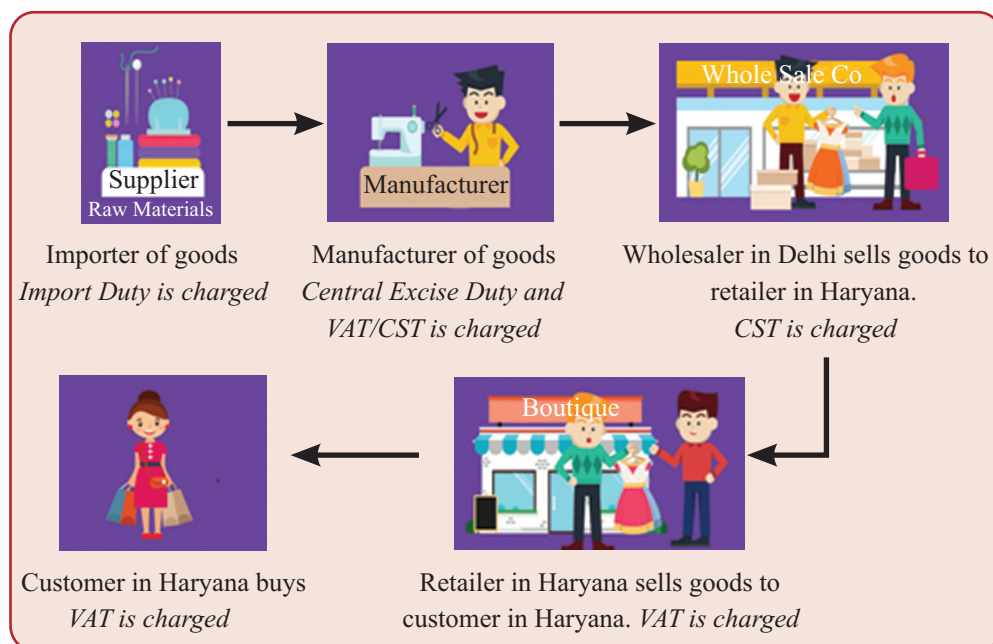 Supplier
Raw Materials
Importer of goods
Import Duty is charged
Manufacturer
Manufacturer of goods
Central Excise Duty and
VAT/CST is charged
Whole Sale Co
Wholesaler in Delhi sells goods to
retailer in Haryana.
CST is charged
Boutique
Retailer in Haryana sells goods to
customer in Haryana. VAT is charged
Customer in Haryana buys
VAT is charged